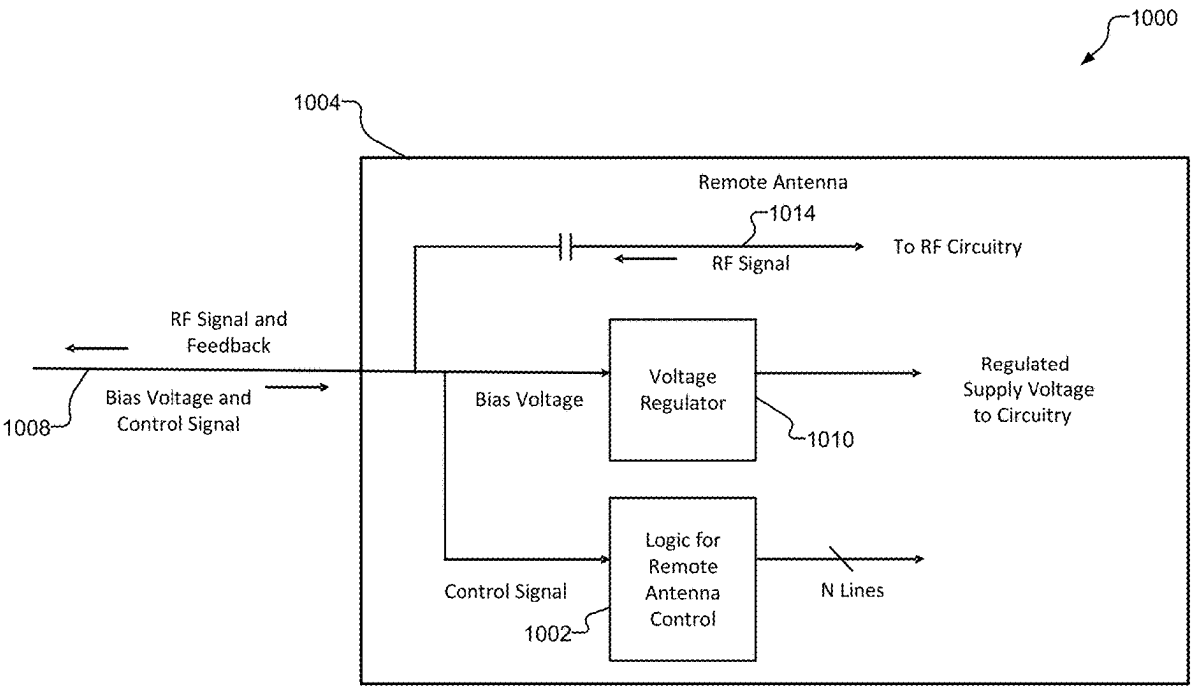 1000
1004
Remote Antenna
1014
To RF Circuitry
RF Signal
RF Signal and
Feedback
Bias Voltage and
Control Signal
1008
Bias Voltage
Voltage
Regulator
1010
Regulated
Supply Voltage
to Circuitry
Control Signal
1002
Logic for
Remote
Antenna
Control
N Lines